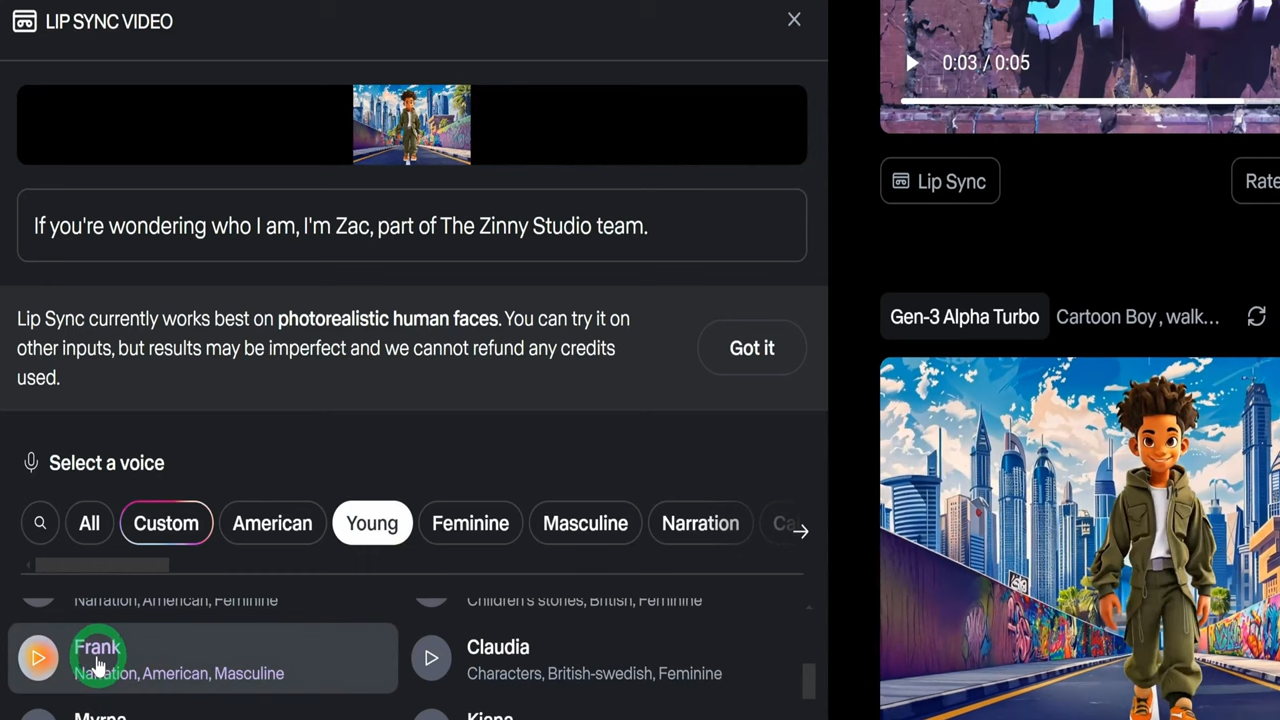 LIP SYNC VIDEO
If you're wondering who I am, I'm Zac, part of The Zinny Studio team.
Lip Sync currently works best on photorealistic human faces. You can try it on
other inputs, but results may be imperfect and we cannot refund any credits
used.
Got it
Select a voice
All
Custom
American
Young
Feminine
Masculine
Narration
Narration, American, Feminine
Children's stories, British, Feminine
Frank
Narration, American, Masculine
Claudia
Characters, British-swedish, Feminine
Myrna
Kiana
0:03 / 0:05
Lip Sync
Rate
Gen-3 Alpha Turbo
Cartoon Boy , walk...